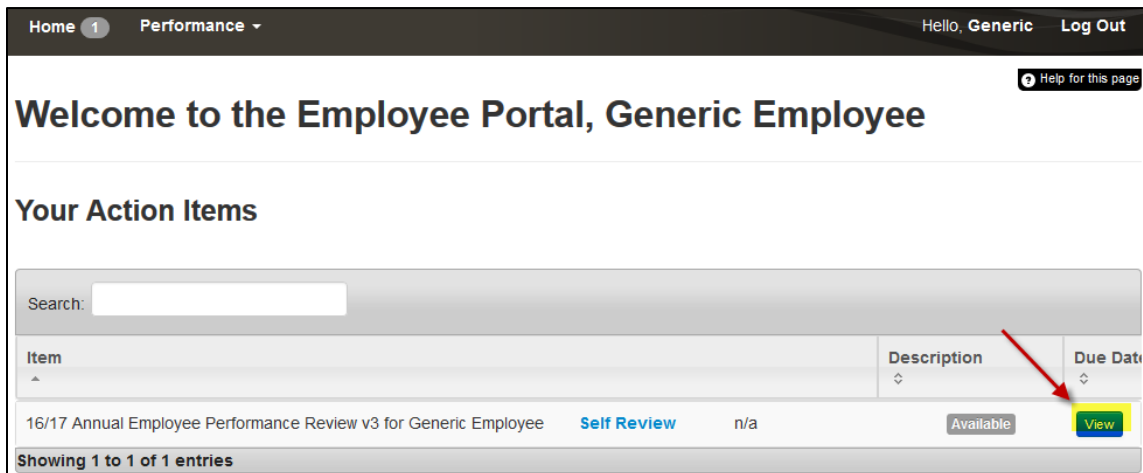 Home 1 Performance Hello, Generic Log Out
? Help for this page
Welcome to the Employee Portal, Generic Employee
Your Action Items
Search:
Item Description Due Date
16/17 Annual Employee Performance Review v3 for Generic Employee Self Review n/a Available View
Showing 1 to 1 of 1 entries